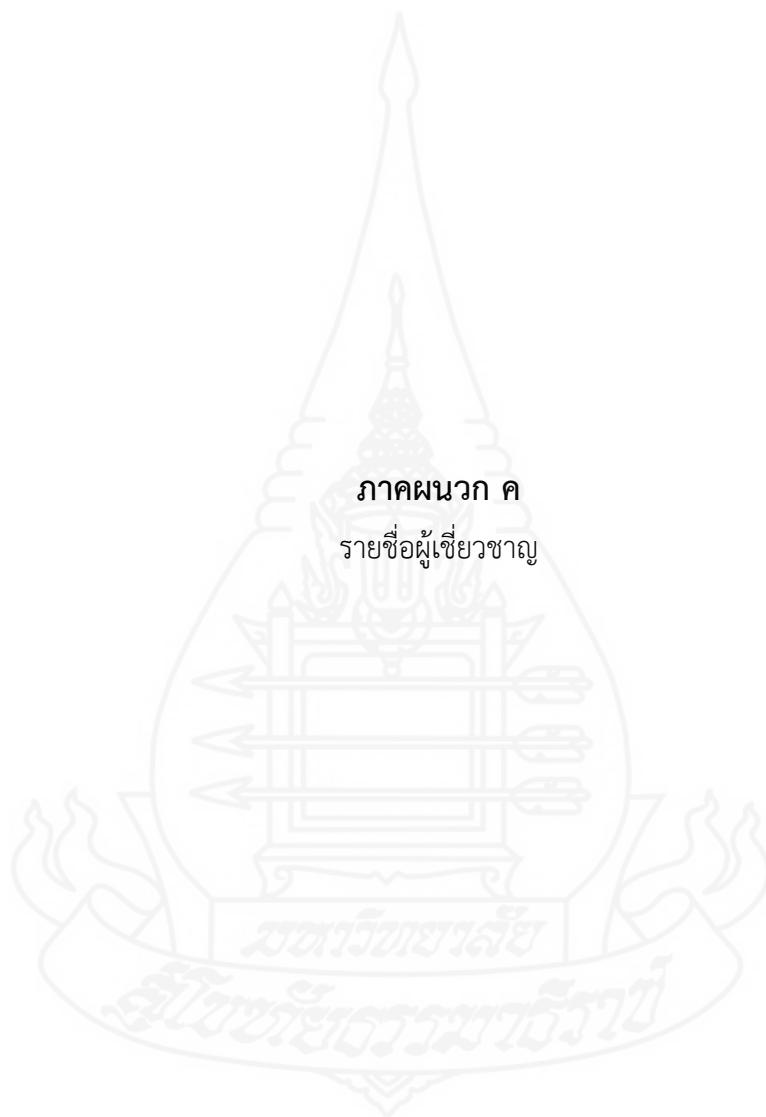 ภาคผนวก ค
รายชื่อผู้เชี่ยวชาญ
มหาวิทยาลัย
สุโขทัยธรรมาธิราช